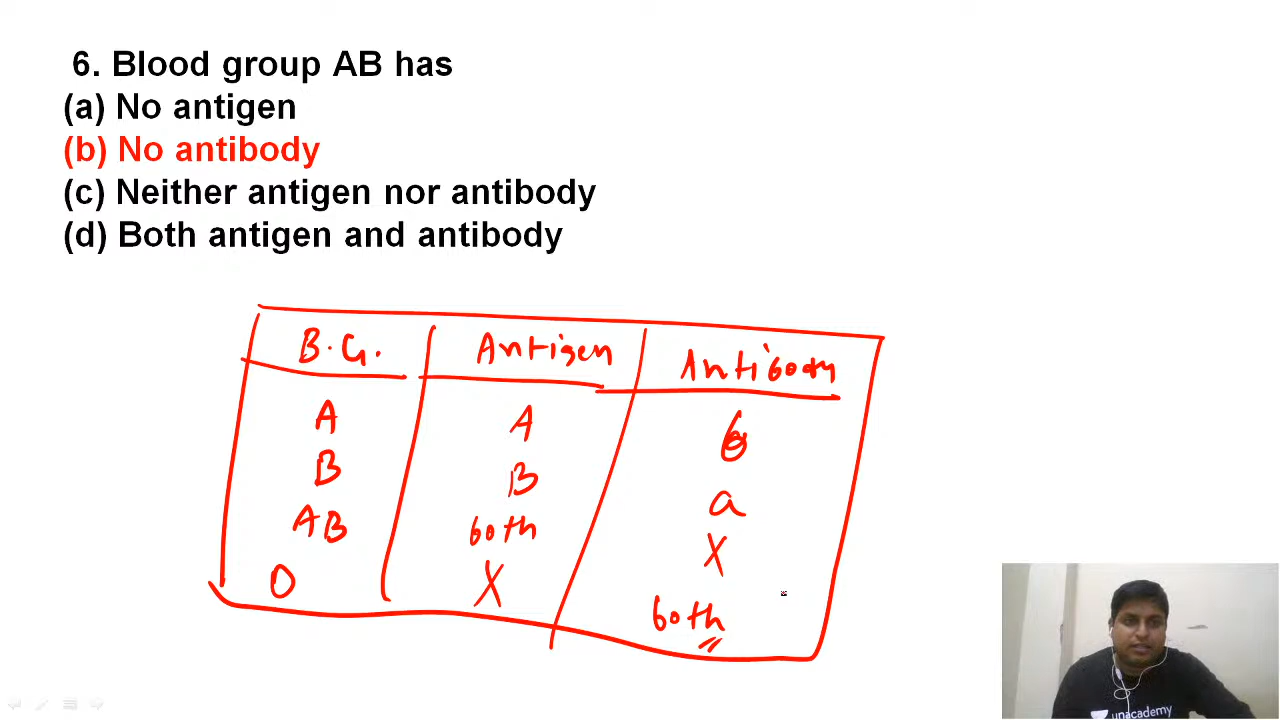 6. Blood group AB has
(a) No antigen
(b) No antibody
(c) Neither antigen nor antibody
(d) Both antigen and antibody
B.G. Antigen Antibody
A A b
B B a
AB both X
O X both
unacademy